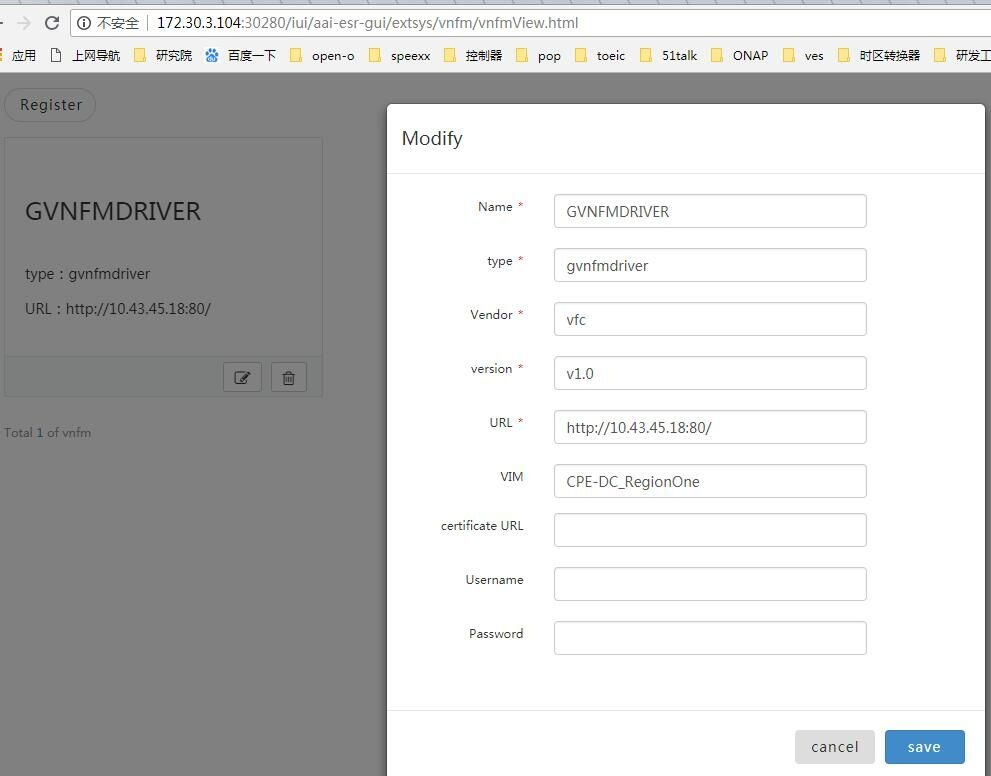 不安全 172.30.3.104:30280/iui/aai-esr-gui/extsys/vnfm/vnfmView.html
应用 上网导航 研究院 百度一下 open-o speexx 控制器 pop toeic 51talk ONAP ves 时区转换器 研发工
Register
GVNFMDRIVER
type：gvnfmdriver
URL：http://10.43.45.18:80/
Total 1 of vnfm
Modify
Name * GVNFMDRIVER
type * gvnfmdriver
Vendor * vfc
version * v1.0
URL * http://10.43.45.18:80/
VIM CPE-DC_RegionOne
certificate URL
Username
Password
cancel save